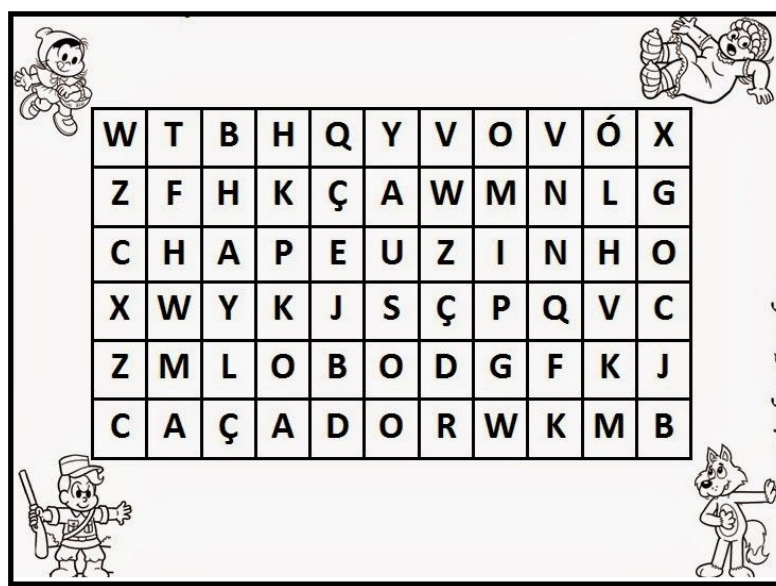 W T B H Q Y V O V Ó X
Z F H K Ç A W M N L G
C H A P E U Z I N H O
X W Y K J S Ç P Q V C
Z M L O B O D G F K J
C A Ç A D O R W K M B